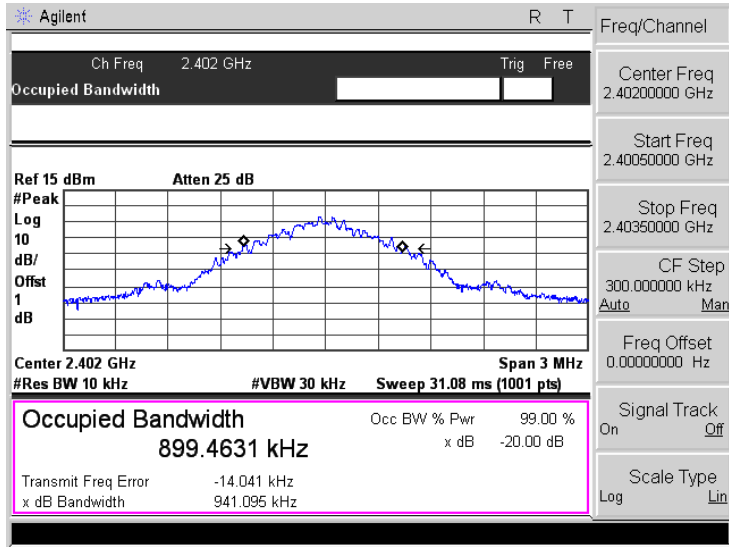 Agilent R T
Ch Freq 2.402 GHz Trig Free
Occupied Bandwidth
Ref 15 dBm Atten 25 dB
#Peak
Log
10
dB/
Offst
1
dB
Center 2.402 GHz Span 3 MHz
#Res BW 10 kHz #VBW 30 kHz Sweep 31.08 ms (1001 pts)
Occupied Bandwidth
899.4631 kHz
Occ BW % Pwr 99.00 %
x dB -20.00 dB
Transmit Freq Error -14.041 kHz
x dB Bandwidth 941.095 kHz
Freq/Channel
Center Freq
2.40200000 GHz
Start Freq
2.40050000 GHz
Stop Freq
2.40350000 GHz
CF Step
300.000000 kHz
Auto Man
Freq Offset
0.00000000 Hz
Signal Track
On Off
Scale Type
Log Lin